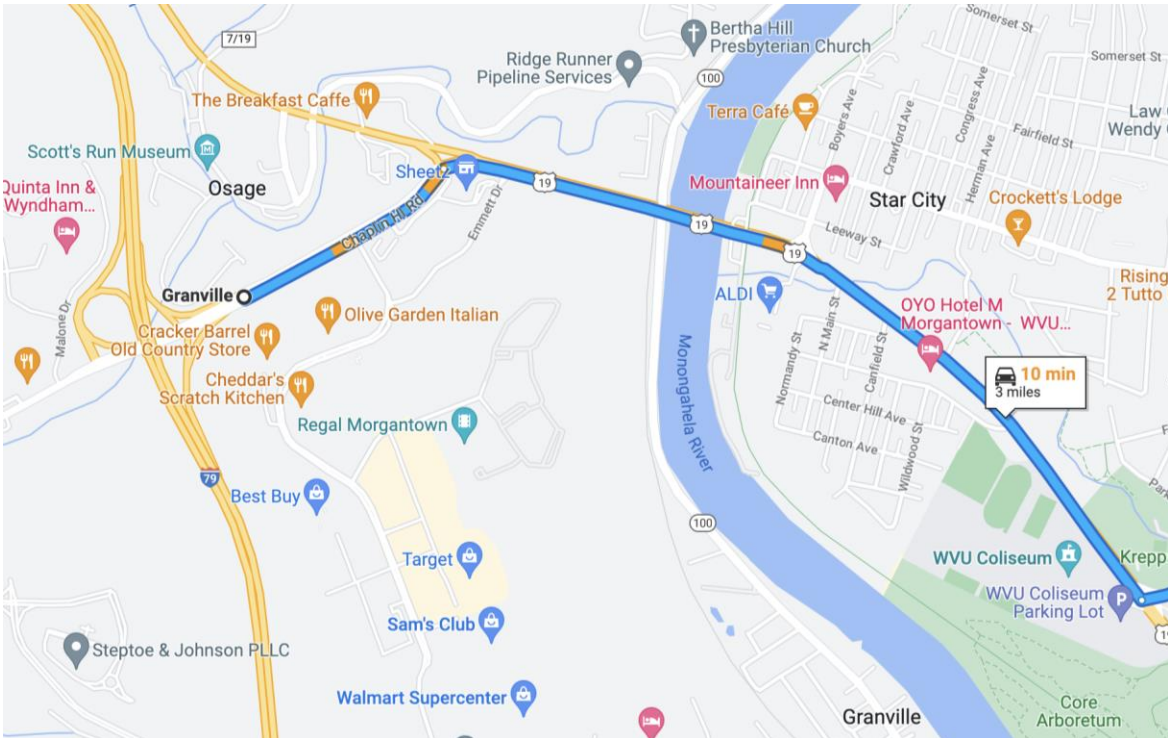 7/19
Bertha Hill
Presbyterian Church
Somerset St
Ridge Runner
Pipeline Services
100
Congress Ave
Somerset St
The Breakfast Caffe
Terra Café
Boyers Ave
Crawford Ave
Law
Wendy
Fairfield St
Scott's Run Museum
Osage
Sheetz
Quinta Inn &
Wyndham...
19
Mountaineer Inn
Star City
Herman Ave
Crockett's Lodge
Chaplin Hl Rd
Emmett Dr
19
Leeway St
19
Granville
Malone Dr
ALDI
Rising
2 Tutto
Olive Garden Italian
Cracker Barrel
Old Country Store
Monongahela River
Normandy St
N Main St
Canfield St
OYO Hotel M
Morgantown - WVU...
10 min
3 miles
Cheddar's
Scratch Kitchen
Center Hill Ave
Regal Morgantown
Canton Ave
Wildwood St
79
Best Buy
100
Target
WVU Coliseum
Krepp
WVU Coliseum
Parking Lot
Sam's Club
Steptoe & Johnson PLLC
Walmart Supercenter
Granville
Core
Arboretum